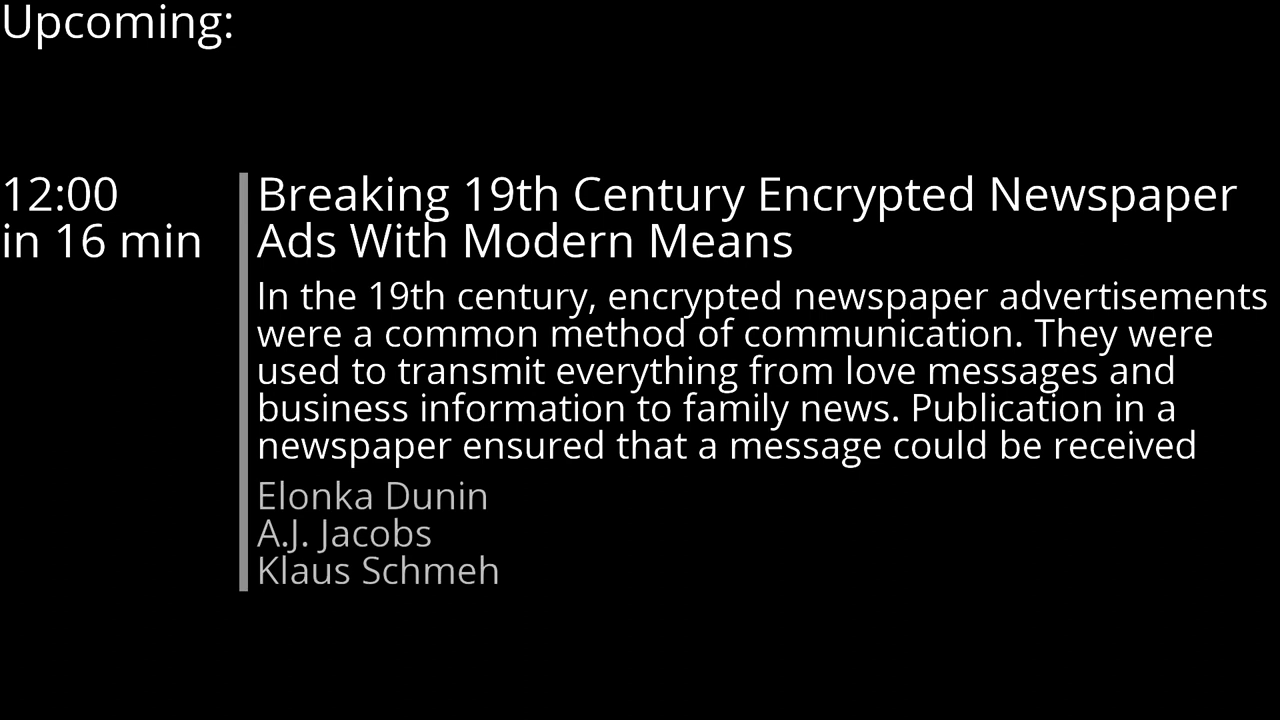 Upcoming:
12:00
in 16 min
Breaking 19th Century Encrypted Newspaper
Ads With Modern Means
In the 19th century, encrypted newspaper advertisements
were a common method of communication. They were
used to transmit everything from love messages and
business information to family news. Publication in a
newspaper ensured that a message could be received
Elonka Dunin
A.J. Jacobs
Klaus Schmeh